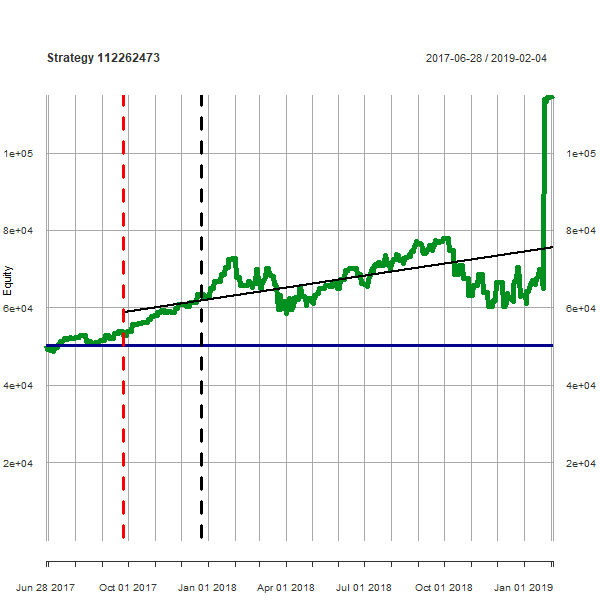 Strategy 112262473
2017-06-28 / 2019-02-04
Equity
1e+05
8e+04
6e+04
4e+04
2e+04
1e+05
8e+04
6e+04
4e+04
2e+04
Jun 28 2017
Oct 01 2017
Jan 01 2018
Apr 01 2018
Jul 01 2018
Oct 01 2018
Jan 01 2019